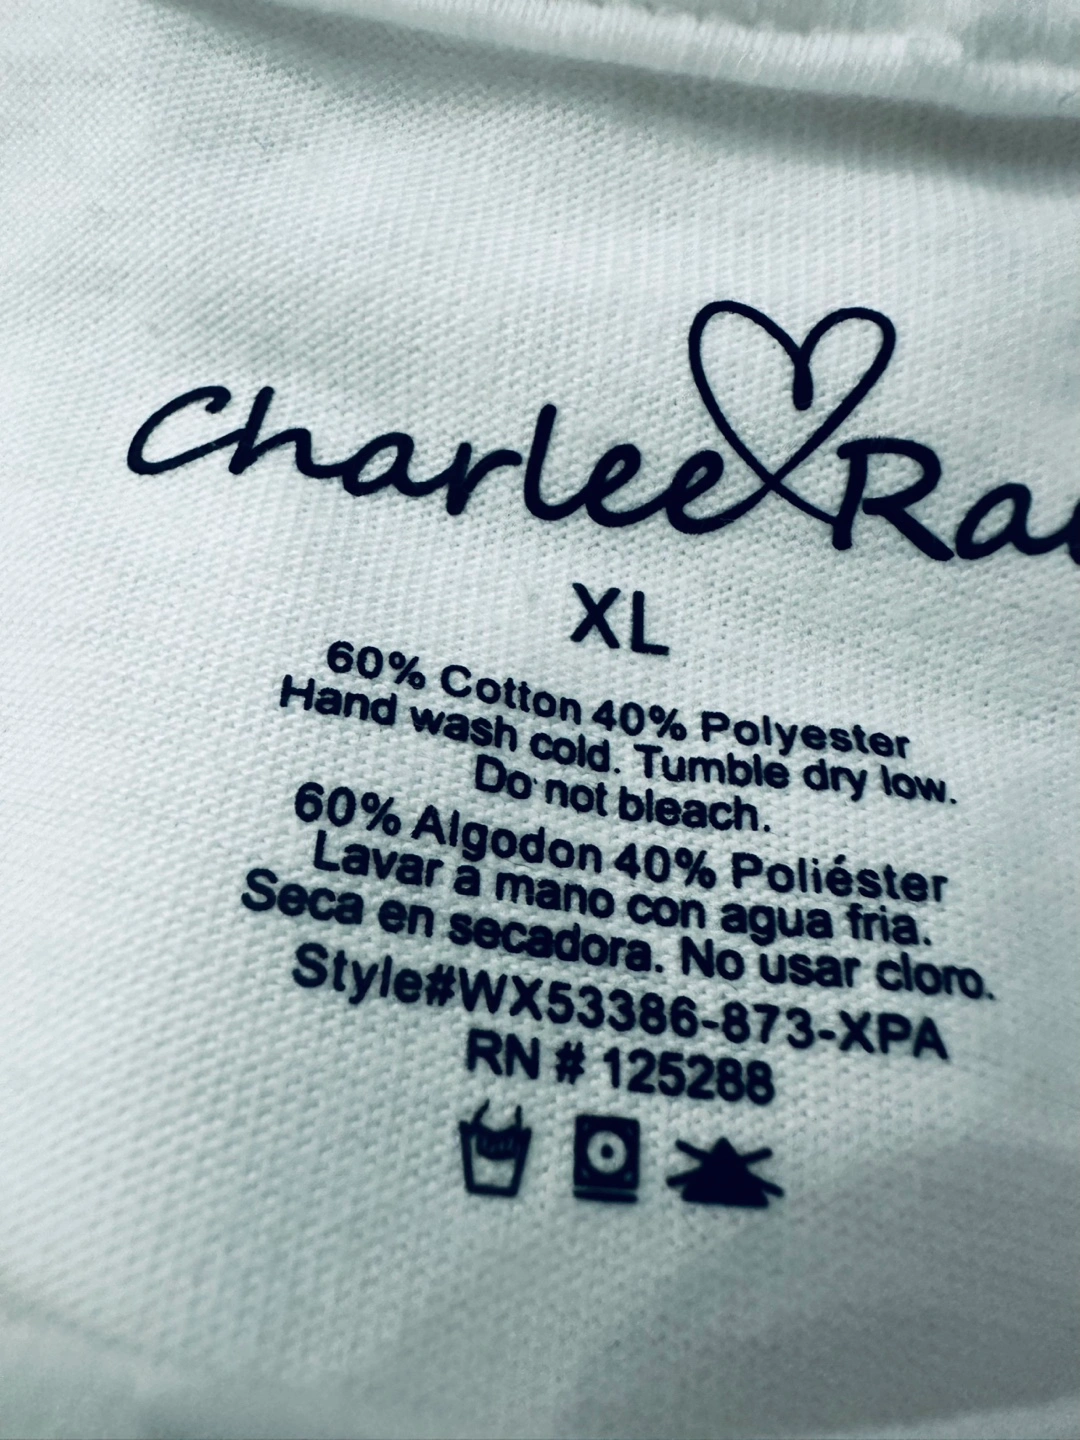 Charlee
XL
60% Cotton 40% Polyester
Hand wash cold. Tumble dry low.
Do not bleach.
60% Algodon 40% Poliéster
Lavar a mano con agua fria.
Seca en secadora. No usar cloro.
Style#WX53386-873-XPA
RN # 125288